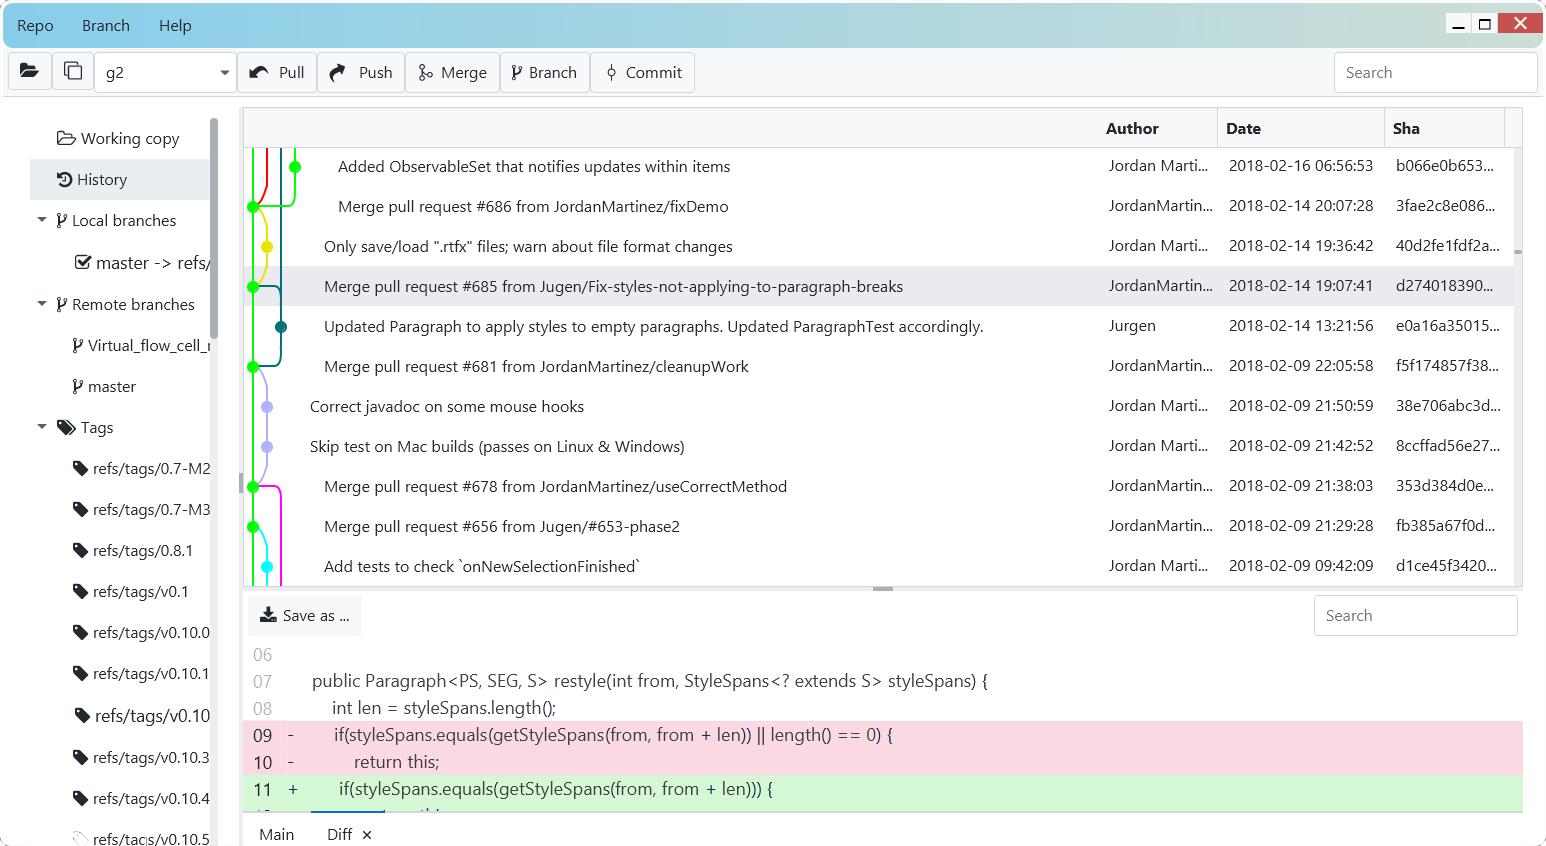 Repo Branch Help
g2 Pull Push Merge Branch Commit Search
Working copy
History
Local branches
master -> refs/
Remote branches
Virtual_flow_cell_
master
Tags
refs/tags/0.7-M2
refs/tags/0.7-M3
refs/tags/0.8.1
refs/tags/v0.1
refs/tags/v0.10.0
refs/tags/v0.10.1
refs/tags/v0.10
refs/tags/v0.10.3
refs/tags/v0.10.4
refs/tags/v0.10.5
Author Date Sha
Added ObservableSet that notifies updates within items Jordan Marti... 2018-02-16 06:56:53 b066e0b653...
Merge pull request #686 from JordanMartinez/fixDemo JordanMartin... 2018-02-14 20:07:28 3fae2c8e086...
Only save/load ".rtfx" files; warn about file format changes Jordan Marti... 2018-02-14 19:36:42 40d2fe1fdf2a...
Merge pull request #685 from Jugen/Fix-styles-not-applying-to-paragraph-breaks JordanMartin... 2018-02-14 19:07:41 d274018390...
Updated Paragraph to apply styles to empty paragraphs. Updated ParagraphTest accordingly. Jurgen 2018-02-14 13:21:56 e0a16a35015...
Merge pull request #681 from JordanMartinez/cleanupWork JordanMartin... 2018-02-09 22:05:58 f5f174857f38...
Correct javadoc on some mouse hooks Jordan Marti... 2018-02-09 21:50:59 38e706abc3d...
Skip test on Mac builds (passes on Linux & Windows) Jordan Marti... 2018-02-09 21:42:52 8ccffad56e27...
Merge pull request #678 from JordanMartinez/useCorrectMethod JordanMartin... 2018-02-09 21:38:03 353d384d0e...
Merge pull request #656 from Jugen/#653-phase2 JordanMartin... 2018-02-09 21:29:28 fb385a67f0d...
Add tests to check `onNewSelectionFinished` Jordan Marti... 2018-02-09 09:42:09 d1ce45f3420...
Save as ... Search
06
07 public Paragraph<PS, SEG, S> restyle(int from, StyleSpans<? extends S> styleSpans) {
08 int len = styleSpans.length();
09 - if(styleSpans.equals(getStyleSpans(from, from + len)) || length() == 0) {
10 - return this;
11 + if(styleSpans.equals(getStyleSpans(from, from + len))) {
Main Diff ×